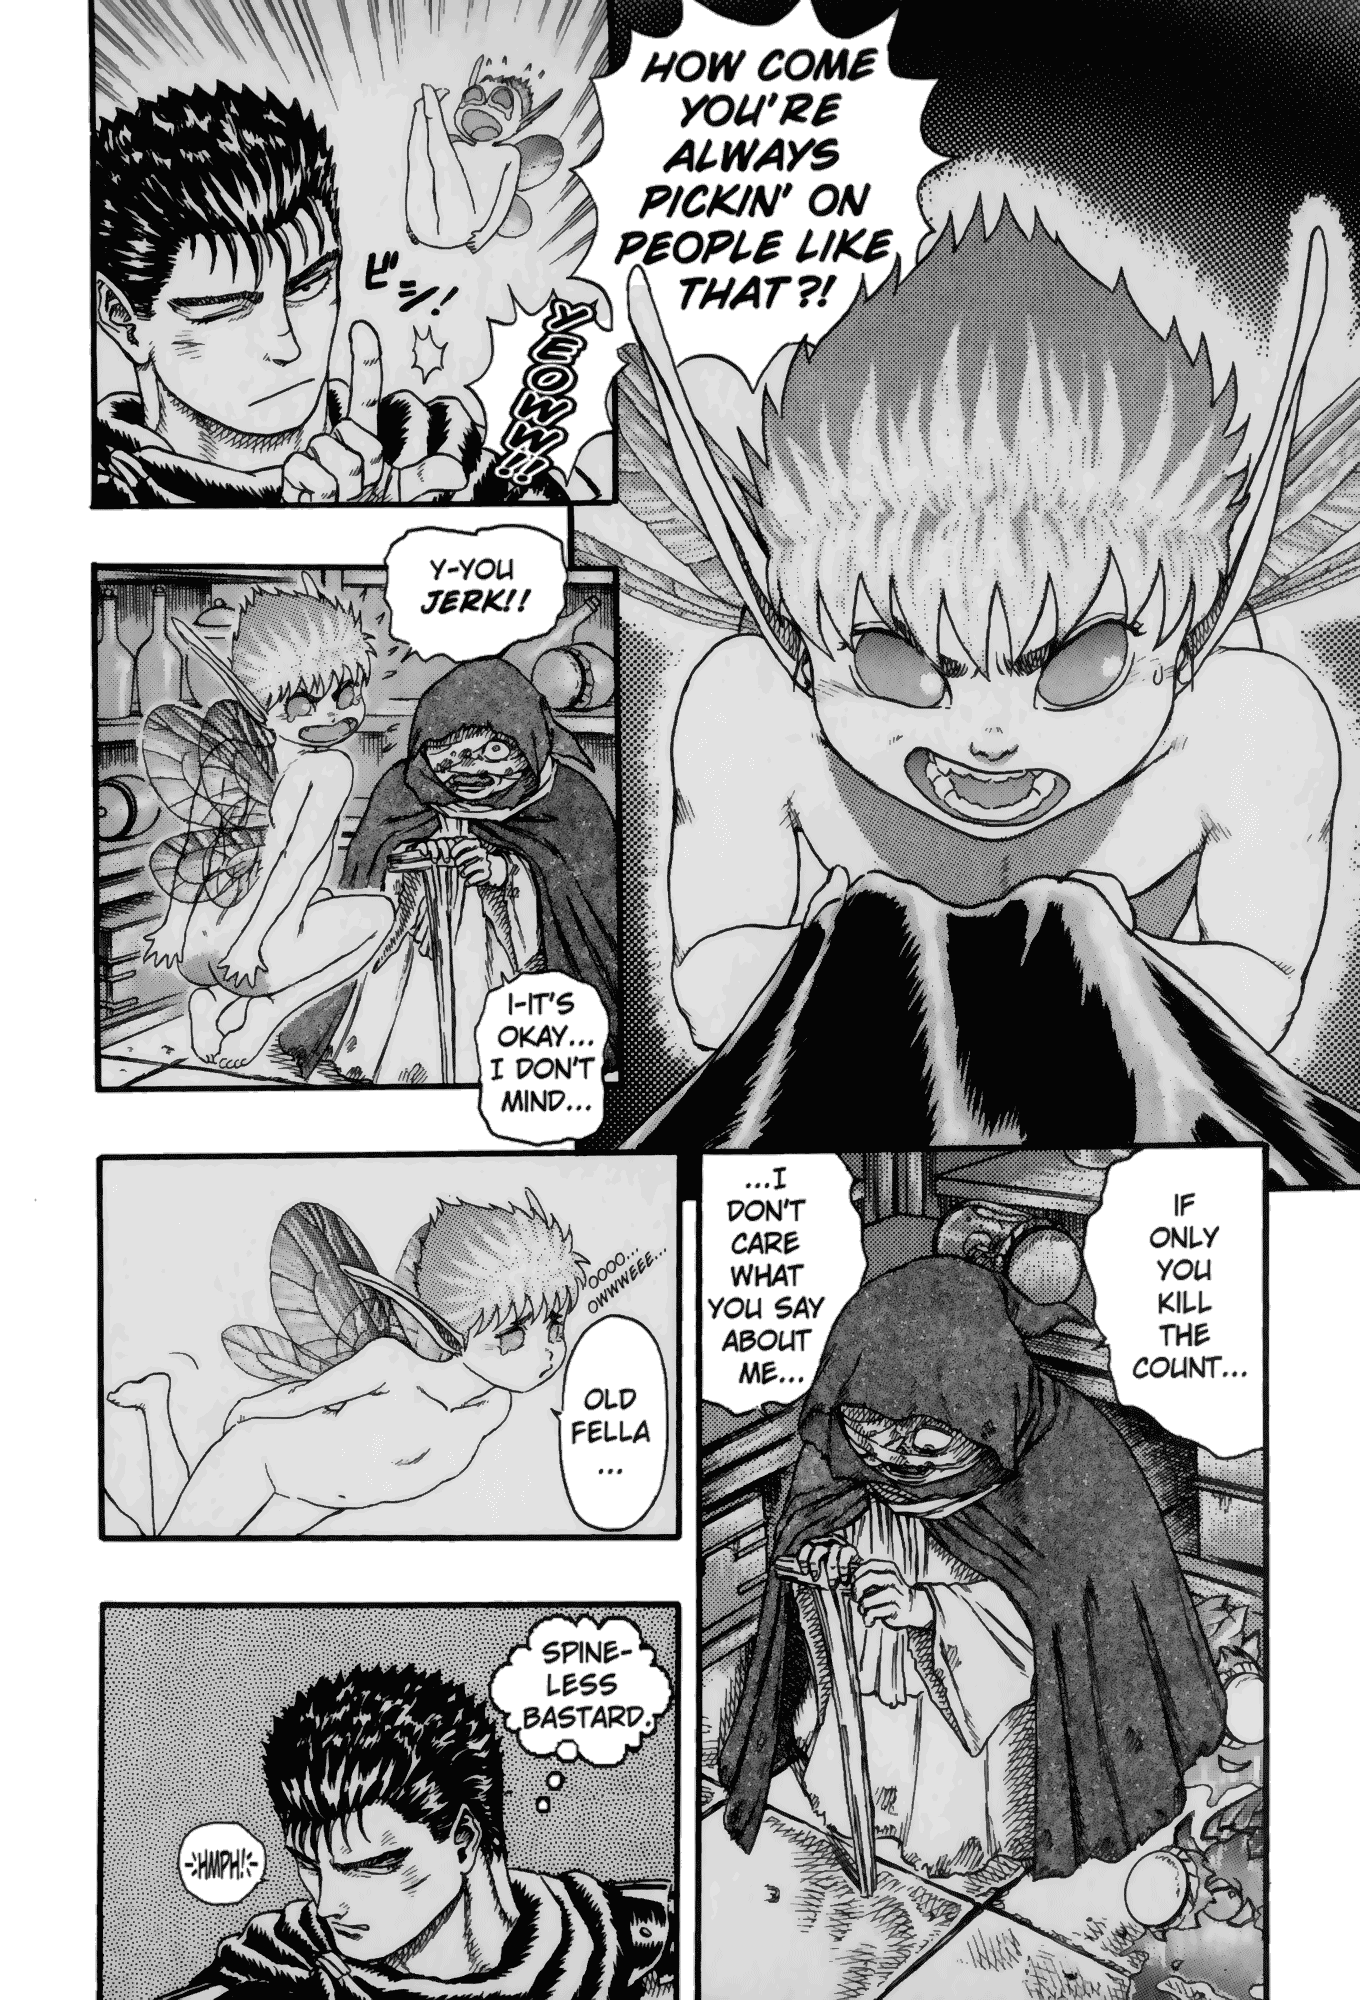 HOW COME
YOU'RE
ALWAYS
PICKIN' ON
PEOPLE LIKE
THAT?!
ビシ!
YEOWW!!
Y-YOU
JERK!!
I-IT'S
OKAY...
I DON'T
MIND...
IF
ONLY
YOU
KILL
THE
COUNT...
...I
DON'T
CARE
WHAT
YOU SAY
ABOUT
ME...
OOOO...
OWWWEEE...
OLD
FELLA
...
SPINE-
LESS
BASTARD.
HMPH!